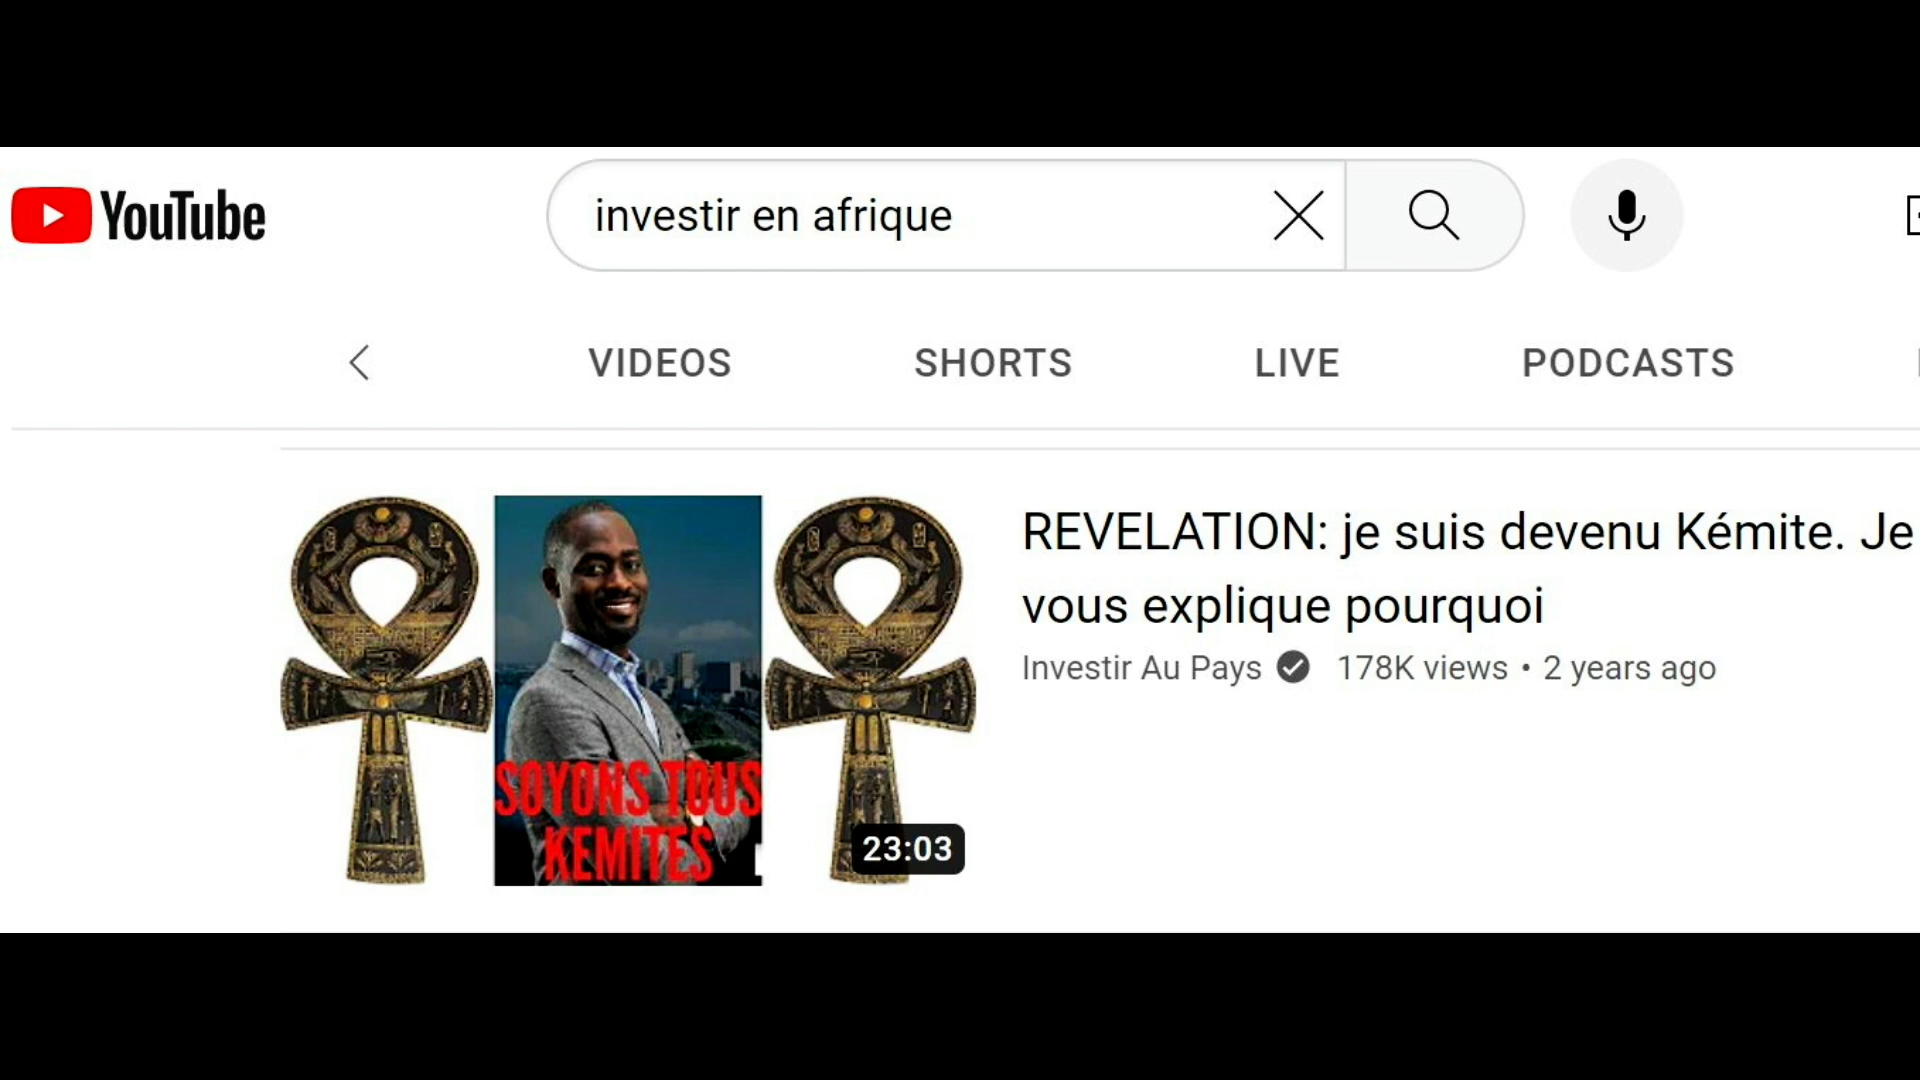 YouTube
investir en afrique
VIDEOS SHORTS LIVE PODCASTS
REVELATION: je suis devenu Kémite. Je
vous explique pourquoi
Investir Au Pays 178K views • 2 years ago
SOYONS TOUS
KEMITES
23:03